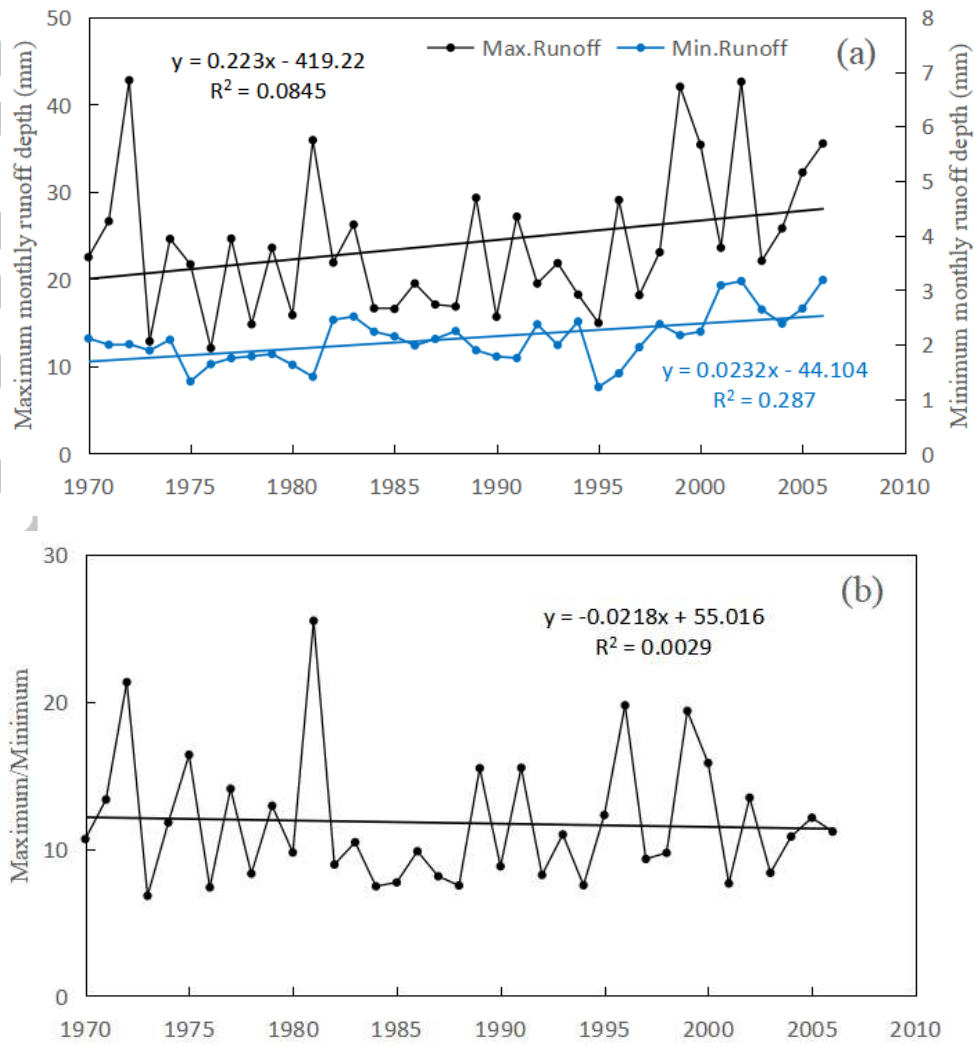 50
40
30
20
10
0
Maximum monthly runoff depth (mm)
y = 0.223x - 419.22
R² = 0.0845
Max.Runoff
Min.Runoff
(a)
8
7
6
5
4
3
2
1
0
Minimum monthly runoff depth (mm)
y = 0.0232x - 44.104
R² = 0.287
1970 1975 1980 1985 1990 1995 2000 2005 2010
30
20
10
0
Maximum/Minimum
(b)
y = -0.0218x + 55.016
R² = 0.0029
1970 1975 1980 1985 1990 1995 2000 2005 2010